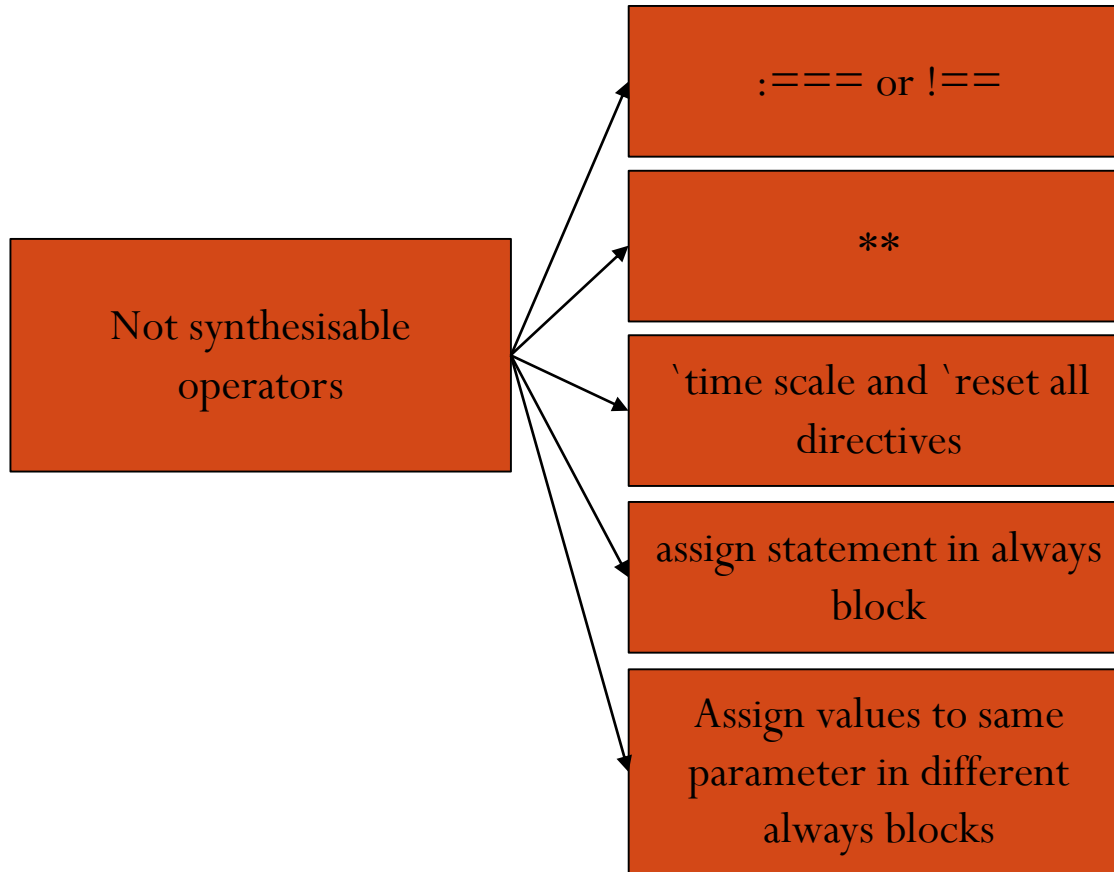 :=== or !==
**
Not synthesisable
operators
`time scale and `reset all
directives
assign statement in always
block
Assign values to same
parameter in different
always blocks